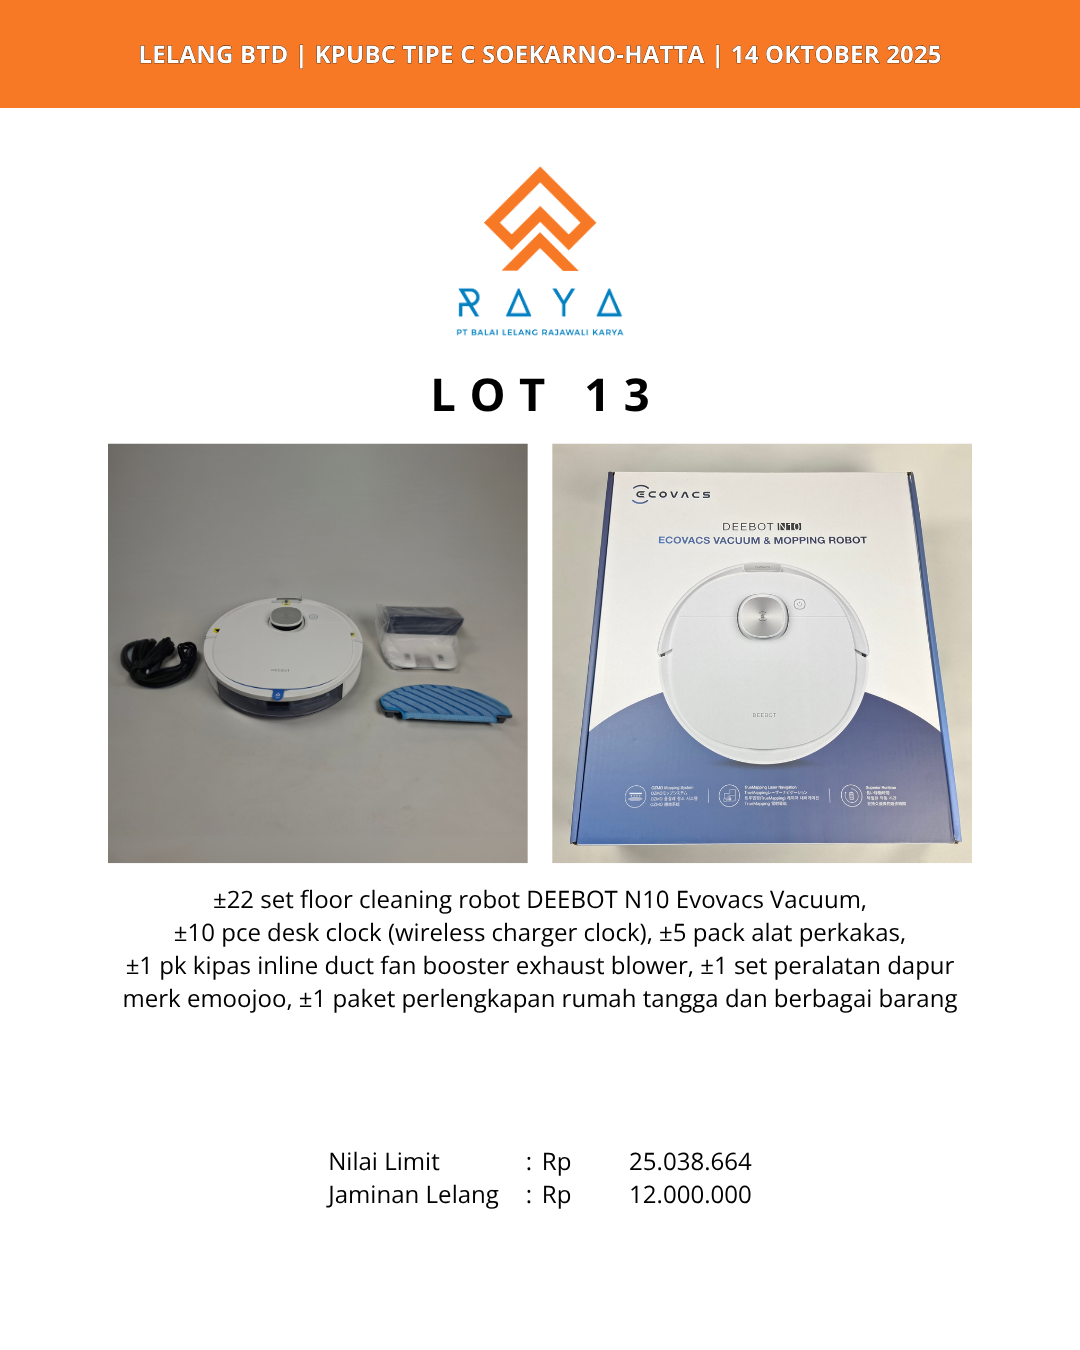 LELANG BTD | KPUBC TIPE C SOEKARNO-HATTA | 14 OKTOBER 2025
RAYA
PT BALAI LELANG RAJAWALI KARYA
LOT 13
ECOVACS
DEEBOT N10
ECOVACS VACUUM & MOPPING ROBOT
DEEBOT
DEEBOT
±22 set floor cleaning robot DEEBOT N10 Evovacs Vacuum,
±10 pce desk clock (wireless charger clock), ±5 pack alat perkakas,
±1 pk kipas inline duct fan booster exhaust blower, ±1 set peralatan dapur
merk emoojoo, ±1 paket perlengkapan rumah tangga dan berbagai barang
Nilai Limit : Rp 25.038.664
Jaminan Lelang : Rp 12.000.000